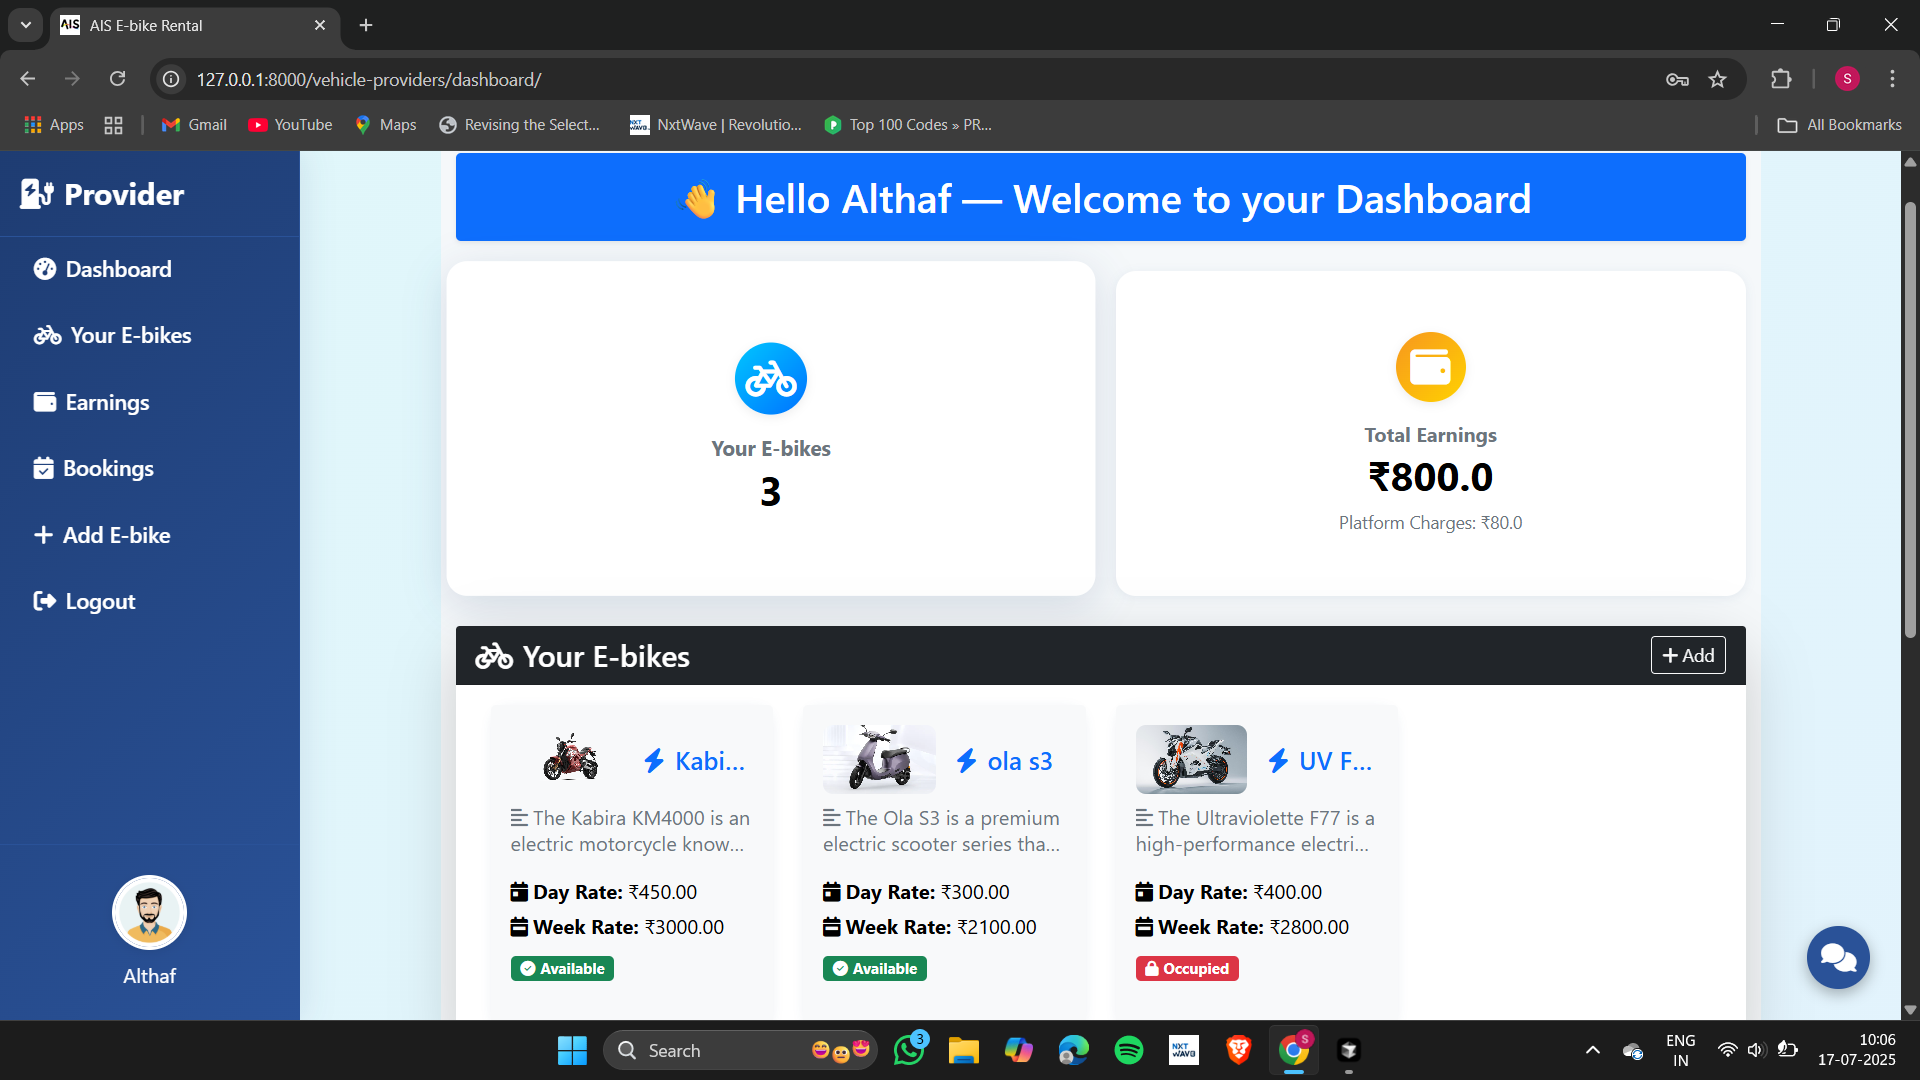 AIS E-bike Rental
127.0.0.1:8000/vehicle-providers/dashboard/
S
Apps
Gmail
YouTube
Maps
Revising the Select...
NxtWave | Revolutio...
Top 100 Codes » PR...
All Bookmarks
Provider
Dashboard
Your E-bikes
Earnings
Bookings
Add E-bike
Logout
Althaf
👋 Hello Althaf — Welcome to your Dashboard
Your E-bikes
3
Total Earnings
₹800.0
Platform Charges: ₹80.0
Your E-bikes
+ Add
Kabi...
The Kabira KM4000 is an
electric motorcycle know...
Day Rate: ₹450.00
Week Rate: ₹3000.00
Available
ola s3
The Ola S3 is a premium
electric scooter series tha...
Day Rate: ₹300.00
Week Rate: ₹2100.00
Available
UV F...
The Ultraviolette F77 is a
high-performance electri...
Day Rate: ₹400.00
Week Rate: ₹2800.00
Occupied
Search
3
NXT
WAVE
S
ENG
IN
10:06
17-07-2025